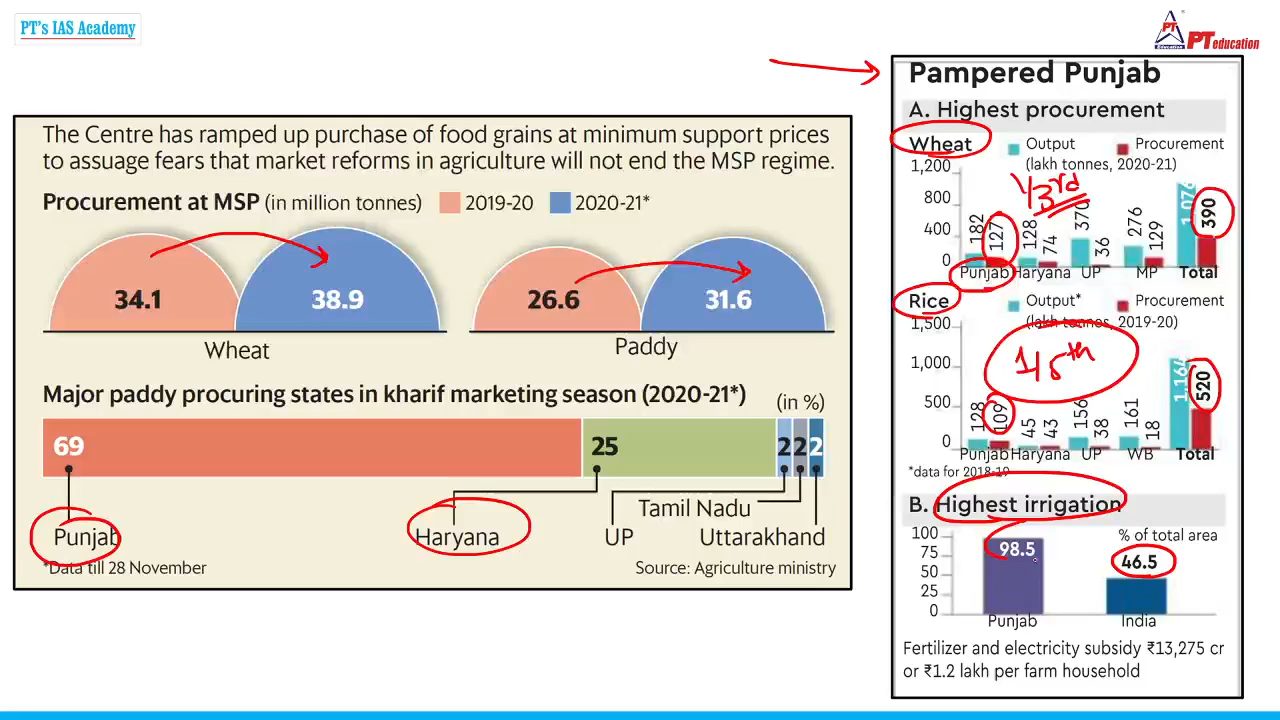 PT's IAS Academy
PT
Education
PT education
The Centre has ramped up purchase of food grains at minimum support prices
to assuage fears that market reforms in agriculture will not end the MSP regime.
Procurement at MSP (in million tonnes) 2019-20 2020-21*
34.1 38.9 26.6 31.6
Wheat Paddy
Major paddy procuring states in kharif marketing season (2020-21*) (in %)
69 25 2 2 2
Tamil Nadu
Punjab Haryana UP Uttarakhand
*Data till 28 November Source: Agriculture ministry
Pampered Punjab
A. Highest procurement
Wheat Output Procurement
(lakh tonnes, 2020-21)
1,200
800
400
0
1/3rd
182 127 128 74 370 36 276 129 390
Punjab Haryana UP MP Total
Rice Output* Procurement
(lakh tonnes, 2019-20)
1,500
1,000
500
0
1/5th
128 109 45 43 156 38 161 18 1,164 520
Punjab Haryana UP WB Total
*data for 2018-19
B. Highest irrigation
% of total area
100
75
50
25
0
98.5 46.5
Punjab India
Fertilizer and electricity subsidy ₹13,275 cr
or ₹1.2 lakh per farm household